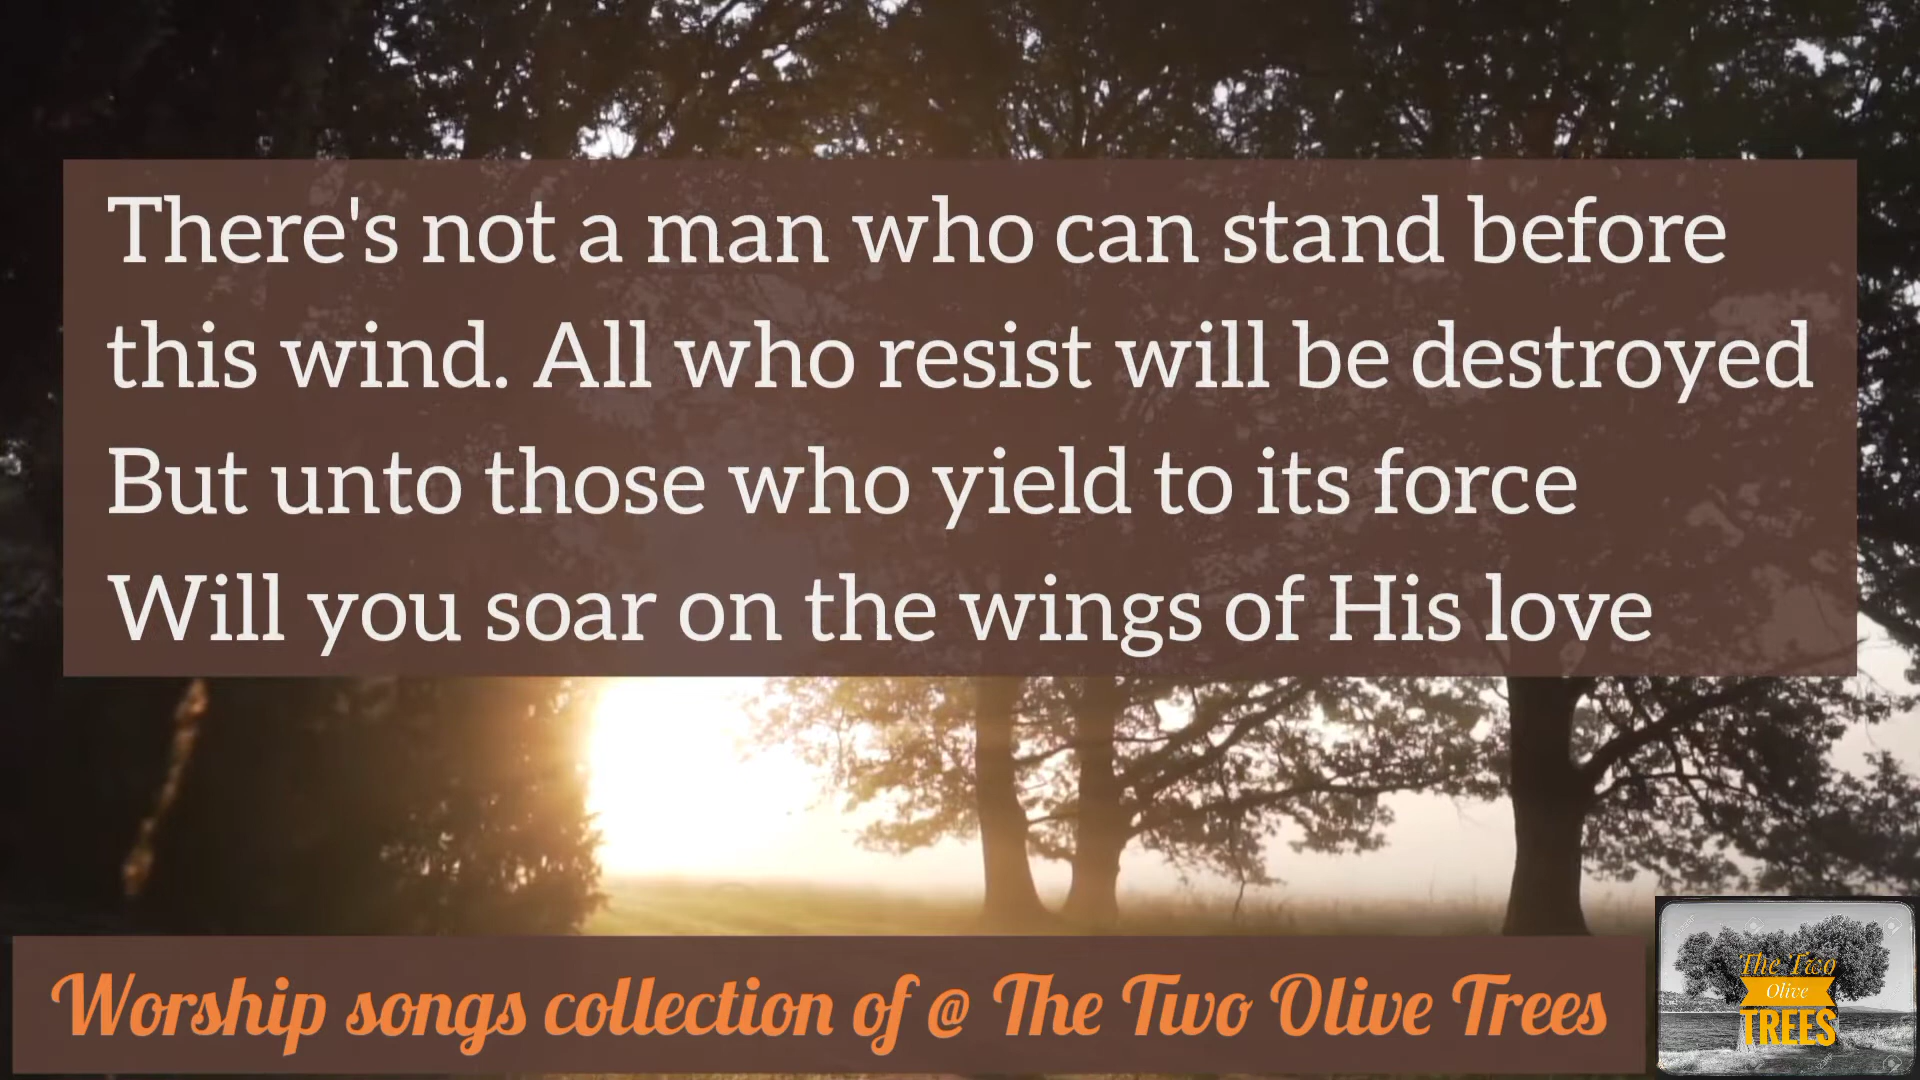 There's not a man who can stand before
this wind. All who resist will be destroyed
But unto those who yield to its force
Will you soar on the wings of His love
Worship songs collection of @ The Two Olive Trees
The Two
Olive
TREES